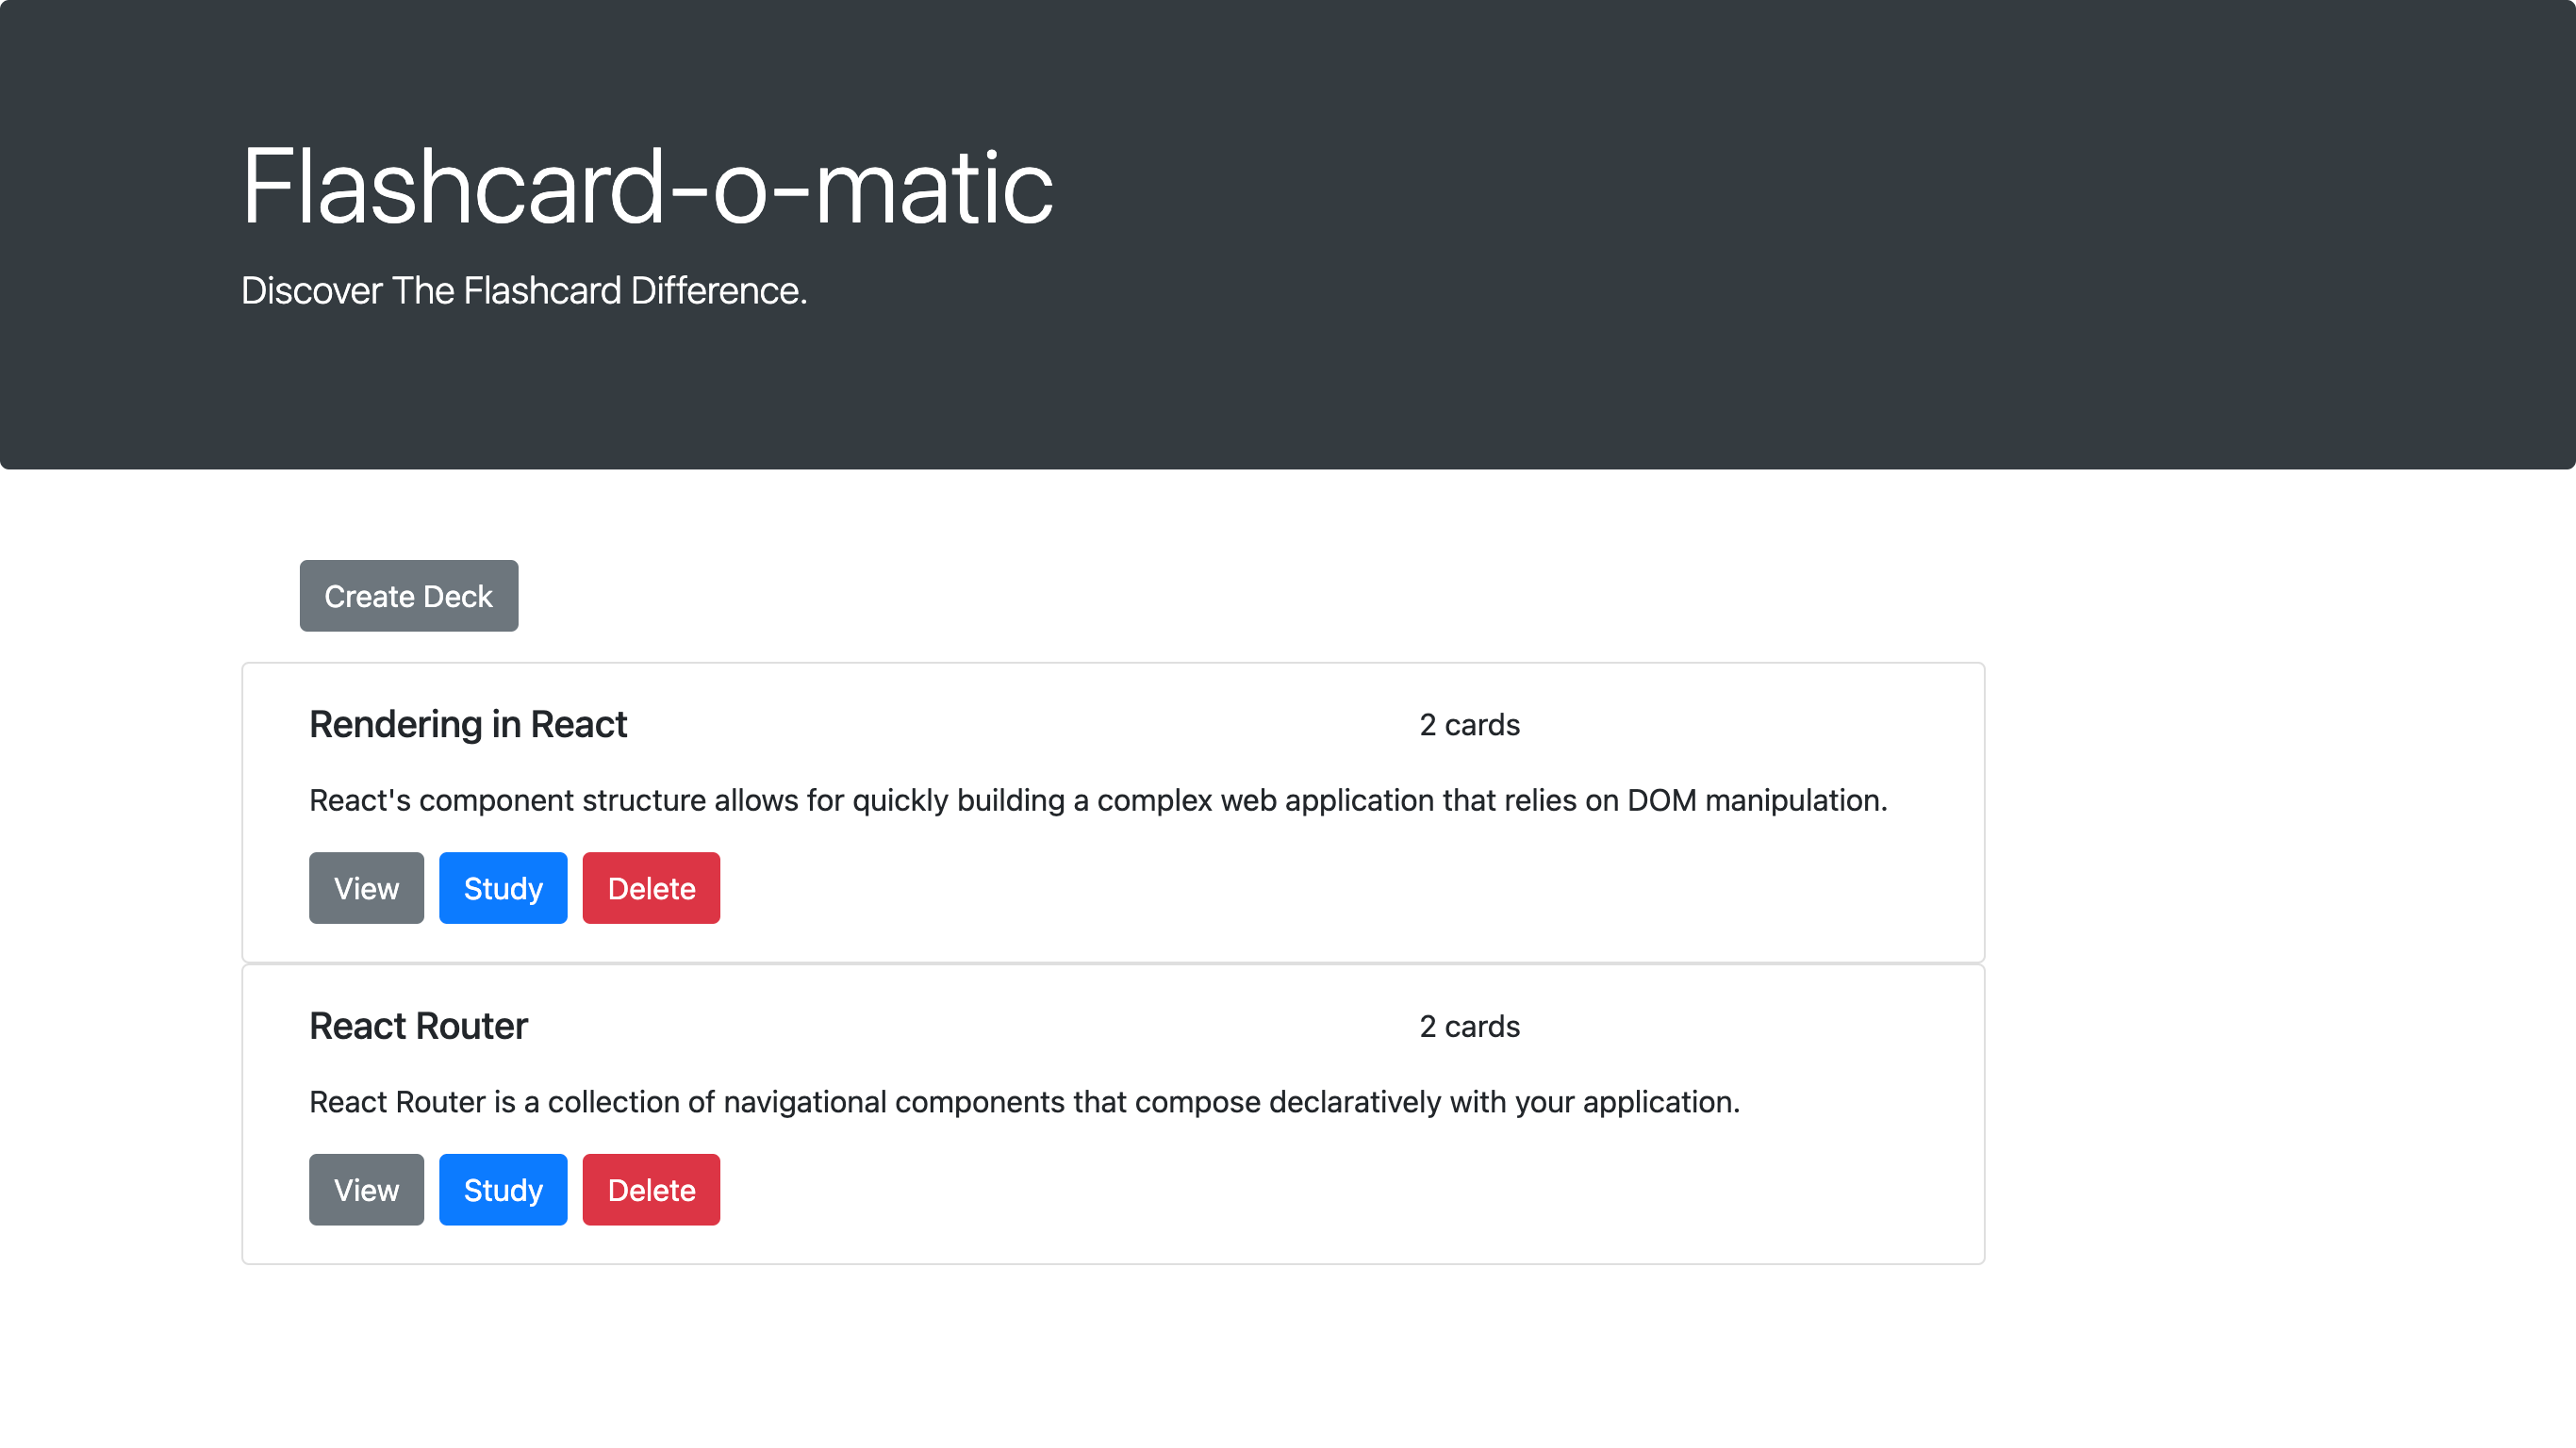 Flashcard-o-matic
Discover The Flashcard Difference.
Create Deck
Rendering in React 2 cards
React's component structure allows for quickly building a complex web application that relies on DOM manipulation.
View Study Delete
React Router 2 cards
React Router is a collection of navigational components that compose declaratively with your application.
View Study Delete